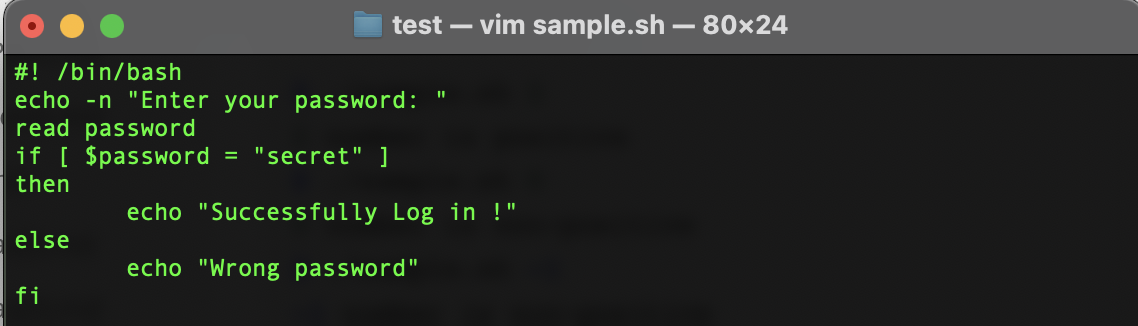 test — vim sample.sh — 80×24
#! /bin/bash
echo -n "Enter your password: "
read password
if [ $password = "secret" ]
then
        echo "Successfully Log in !"
else
        echo "Wrong password"
fi